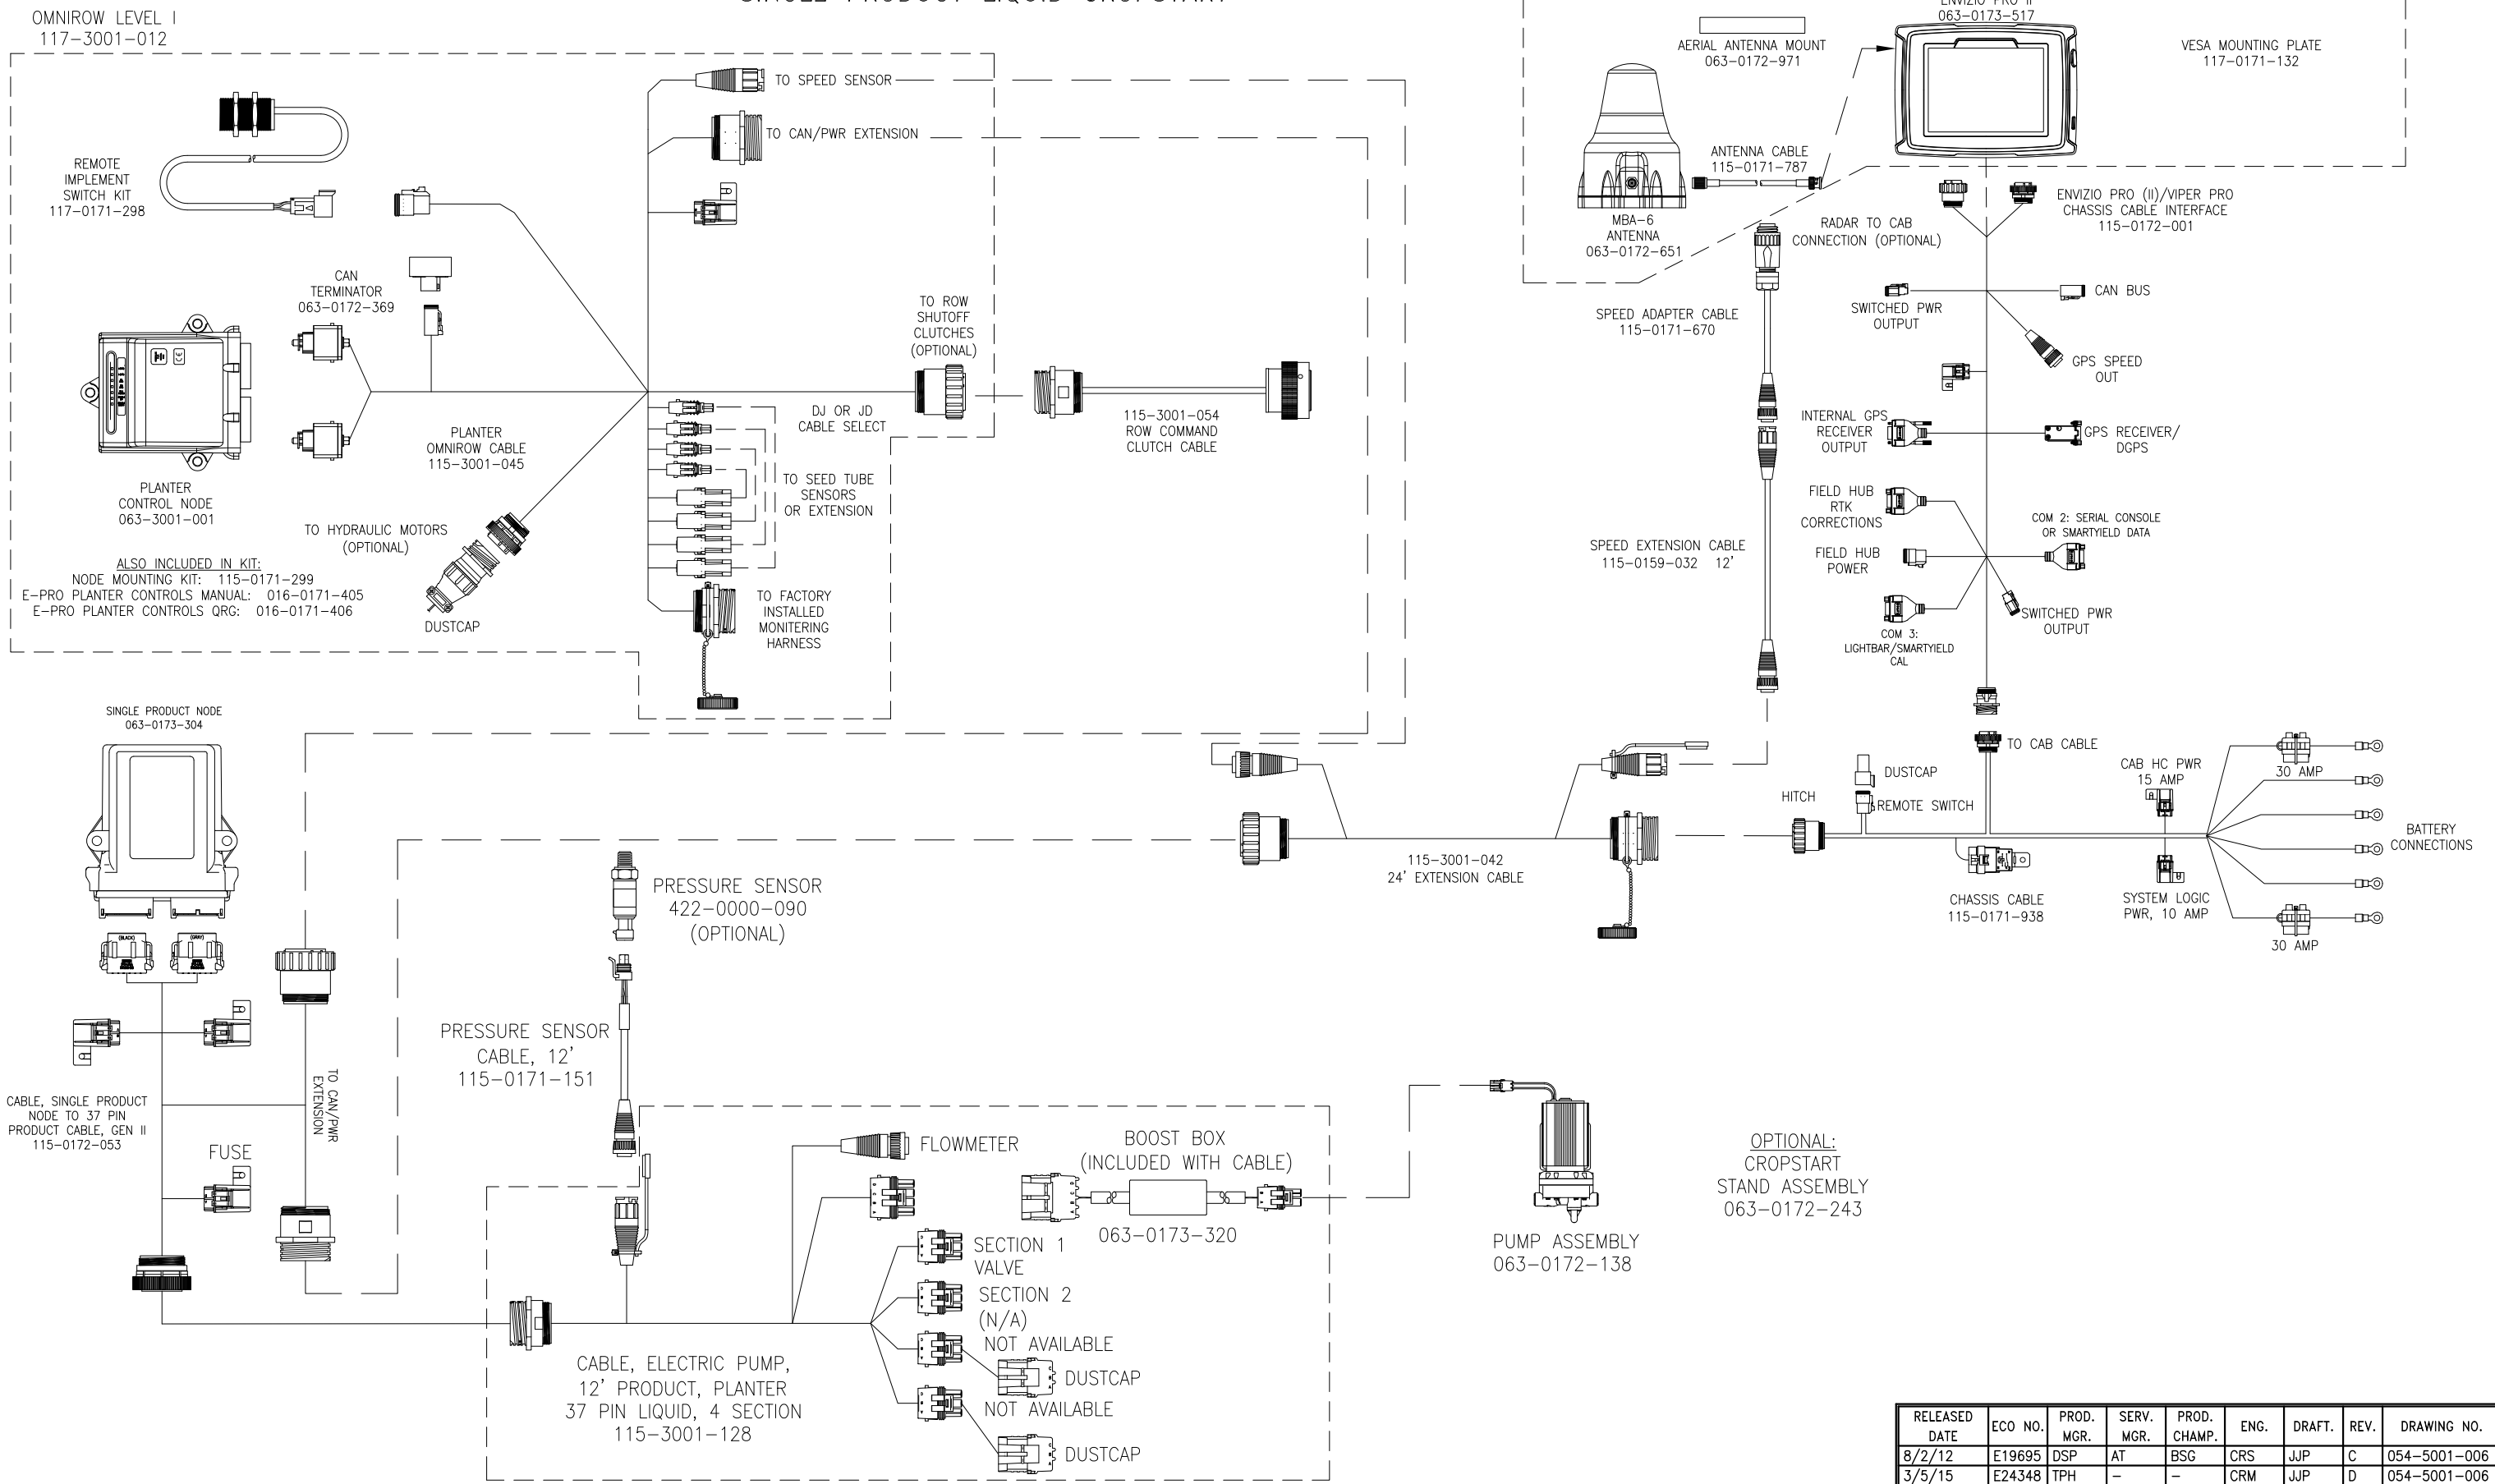 OMNIROW LEVEL I
117-3001-012
SINGLE PRODUCT LIQUID CROPSTART
ENVIZIO PRO II
063-0173-517
AERIAL ANTENNA MOUNT
063-0172-971
VESA MOUNTING PLATE
117-0171-132
REMOTE
IMPLEMENT
SWITCH KIT
117-0171-298
TO SPEED SENSOR
TO CAN/PWR EXTENSION
ANTENNA CABLE
115-0171-787
MBA-6
ANTENNA
063-0172-651
RADAR TO CAB
CONNECTION (OPTIONAL)
ENVIZIO PRO (II)/VIPER PRO
CHASSIS CABLE INTERFACE
115-0172-001
CAN
TERMINATOR
063-0172-369
TO ROW
SHUTOFF
CLUTCHES
(OPTIONAL)
SPEED ADAPTER CABLE
115-0171-670
SWITCHED PWR
OUTPUT
CAN BUS
GPS SPEED
OUT
PLANTER
CONTROL NODE
063-3001-001
PLANTER
OMNIROW CABLE
115-3001-045
DJ OR JD
CABLE SELECT
115-3001-054
ROW COMMAND
CLUTCH CABLE
INTERNAL GPS
RECEIVER
OUTPUT
GPS RECEIVER/
DGPS
TO SEED TUBE
SENSORS
OR EXTENSION
TO HYDRAULIC MOTORS
(OPTIONAL)
FIELD HUB
RTK
CORRECTIONS
COM 2: SERIAL CONSOLE
OR SMARTYIELD DATA
SPEED EXTENSION CABLE
115-0159-032 12'
FIELD HUB
POWER
ALSO INCLUDED IN KIT:
NODE MOUNTING KIT: 115-0171-299
E-PRO PLANTER CONTROLS MANUAL: 016-0171-405
E-PRO PLANTER CONTROLS QRG: 016-0171-406
DUSTCAP
TO FACTORY
INSTALLED
MONITERING
HARNESS
SWITCHED PWR
OUTPUT
COM 3:
LIGHTBAR/SMARTYIELD
CAL
SINGLE PRODUCT NODE
063-0173-304
TO CAB CABLE
DUSTCAP
REMOTE SWITCH
HITCH
CAB HC PWR
15 AMP
30 AMP
BATTERY
CONNECTIONS
115-3001-042
24' EXTENSION CABLE
CHASSIS CABLE
115-0171-938
SYSTEM LOGIC
PWR, 10 AMP
30 AMP
PRESSURE SENSOR
422-0000-090
(OPTIONAL)
(BLACK)
(GRAY)
PRESSURE SENSOR
CABLE, 12'
115-0171-151
CABLE, SINGLE PRODUCT
NODE TO 37 PIN
PRODUCT CABLE, GEN II
115-0172-053
TO CAN/PWR
EXTENSION
FUSE
FLOWMETER
BOOST BOX
(INCLUDED WITH CABLE)
063-0173-320
OPTIONAL:
CROPSTART
STAND ASSEMBLY
063-0172-243
PUMP ASSEMBLY
063-0172-138
SECTION 1
VALVE
SECTION 2
(N/A)
NOT AVAILABLE
DUSTCAP
NOT AVAILABLE
DUSTCAP
CABLE, ELECTRIC PUMP,
12' PRODUCT, PLANTER
37 PIN LIQUID, 4 SECTION
115-3001-128
RELEASED DATE ECO NO. PROD. MGR. SERV. MGR. PROD. CHAMP. ENG. DRAFT. REV. DRAWING NO.
8/2/12 E19695 DSP AT BSG CRS JJP C 054-5001-006
3/5/15 E24348 TPH - - CRM JJP D 054-5001-006